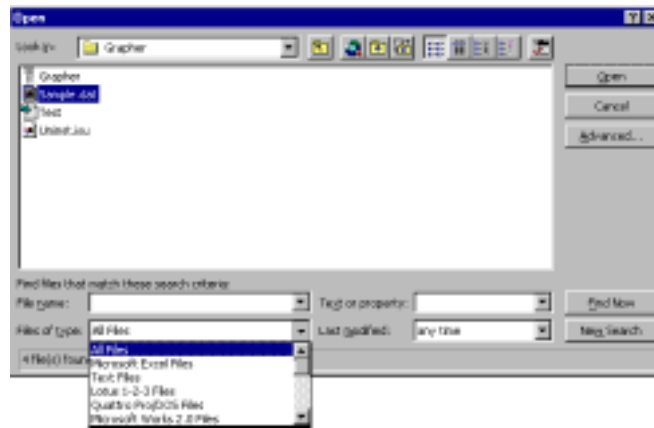 Open
Look in: Grapher
Grapher
Sample.dat
Test
Uninst.isu
Open
Cancel
Advanced...
Find files that match these search criteria:
File name: Text or property: Find Now
Files of type: All Files Last modified: any time New Search
4 file(s) found
All Files
Microsoft Excel Files
Text Files
Lotus 1-2-3 Files
Quattro Pro/DOS Files
Microsoft Works 2.0 Files